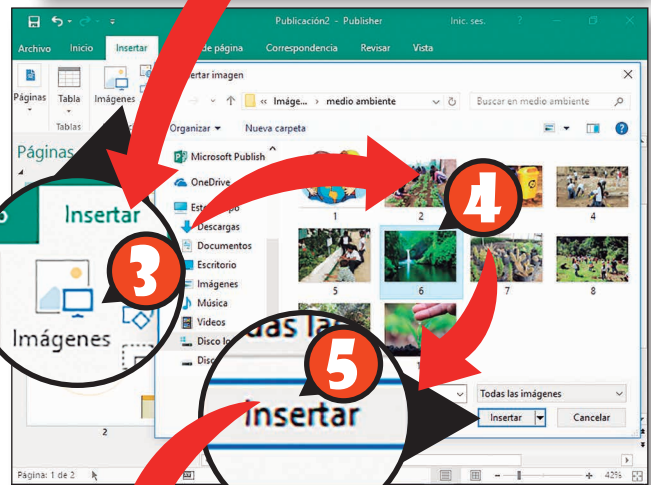 Publicación2 - Publisher
Inic. ses.
?
Archivo
Inicio
Insertar
de página
Correspondencia
Revisar
Vista
Páginas
Tabla
Imágenes
Tablas
Páginas
ertar imagen
« Imáge... › medio ambiente
Buscar en medio ambiente
Organizar
Nueva carpeta
Microsoft Publish
OneDrive
Descargas
Documentos
Escritorio
Imágenes
Música
Videos
1
2
4
5
6
7
8
Insertar
3
Imágenes
4
5
Insertar
Todas las imágenes
Insertar
Cancelar
2
Página: 1 de 2
42%